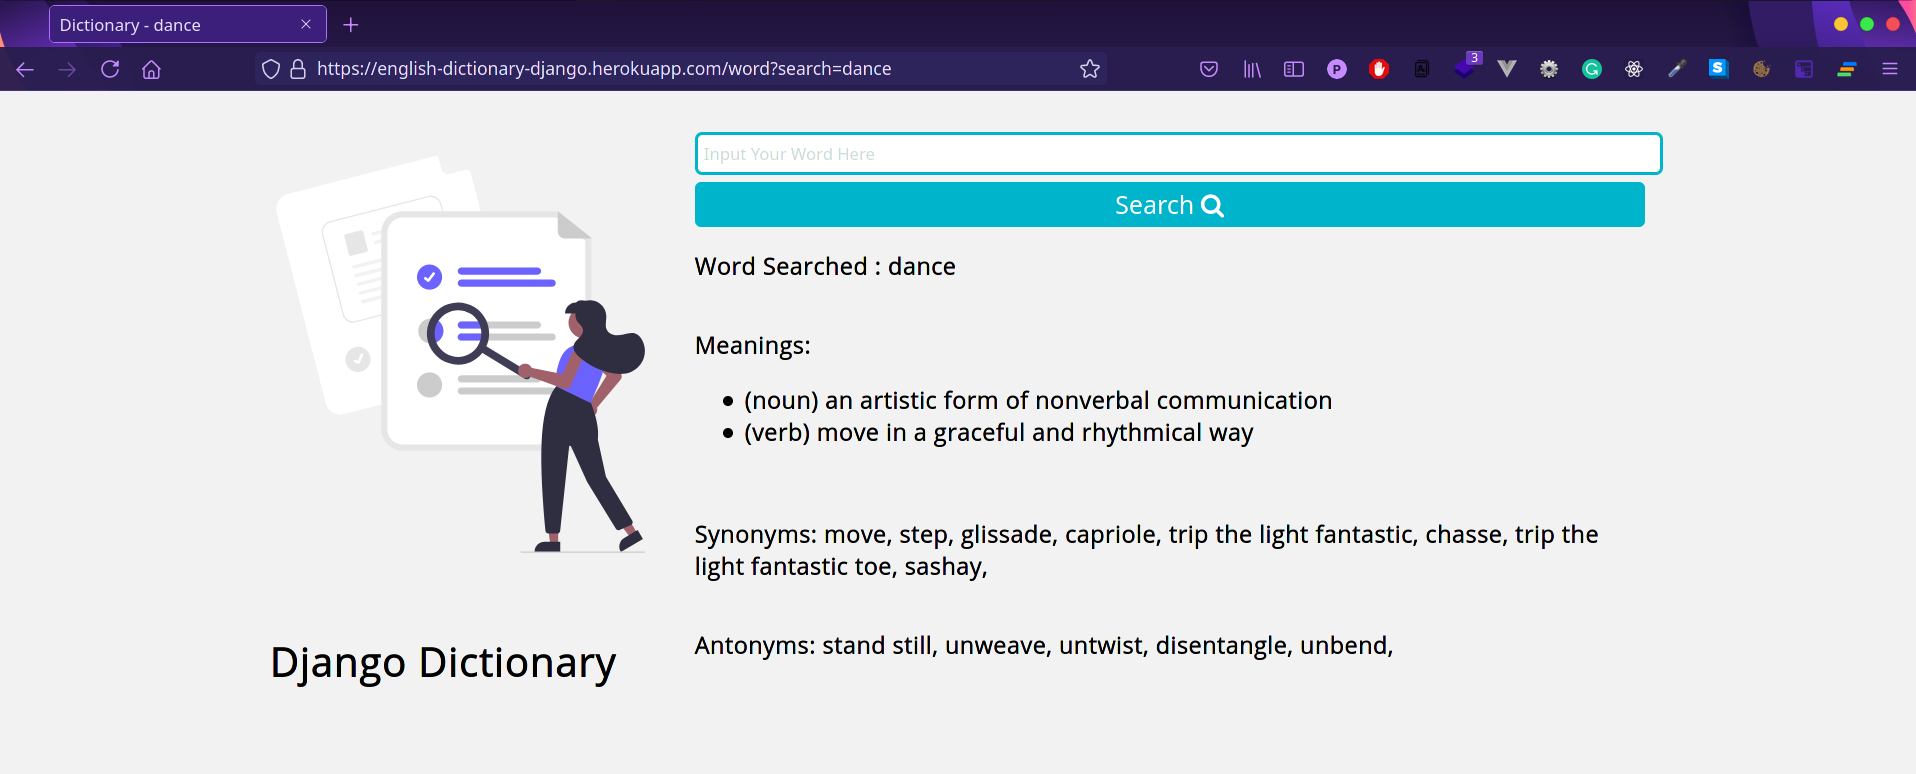 Dictionary - dance
https://english-dictionary-django.herokuapp.com/word?search=dance
3
P
G
S
Input Your Word Here
Search
Word Searched : dance
Meanings:
(noun) an artistic form of nonverbal communication
(verb) move in a graceful and rhythmical way
Synonyms: move, step, glissade, capriole, trip the light fantastic, chasse, trip the
light fantastic toe, sashay,
Antonyms: stand still, unweave, untwist, disentangle, unbend,
Django Dictionary